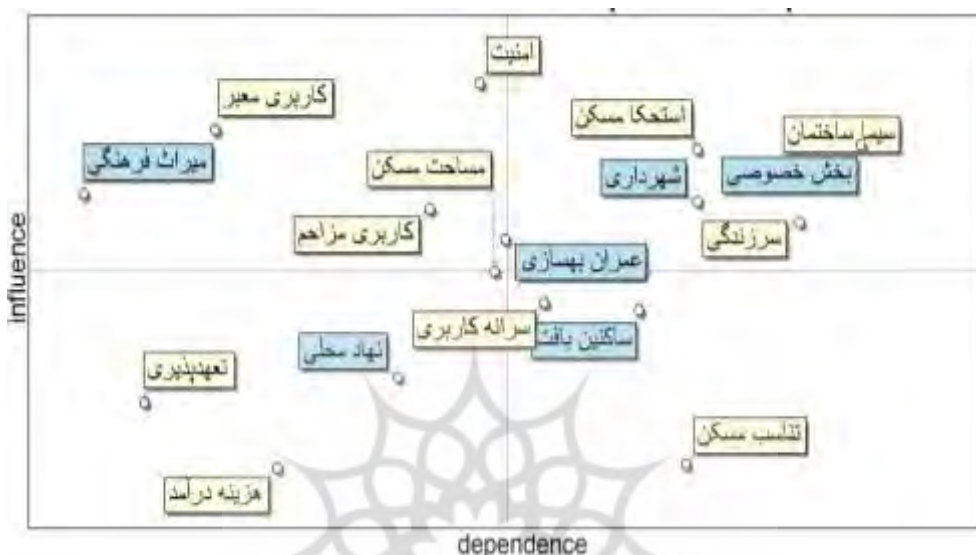 امنیت
کاربری معبر
استحکا مسکن
سیما ساختمان
میراث فرهنگی
مساحت مسکن
شهرداری
بخش خصوصی
کاربری مزاحم
سرزندگی
عمران بهسازی
influence
سرانه کاربری
ساکنین بافت
نهاد محلی
تعهدپذیری
تناسب مسکن
هزینه درآمد
dependence